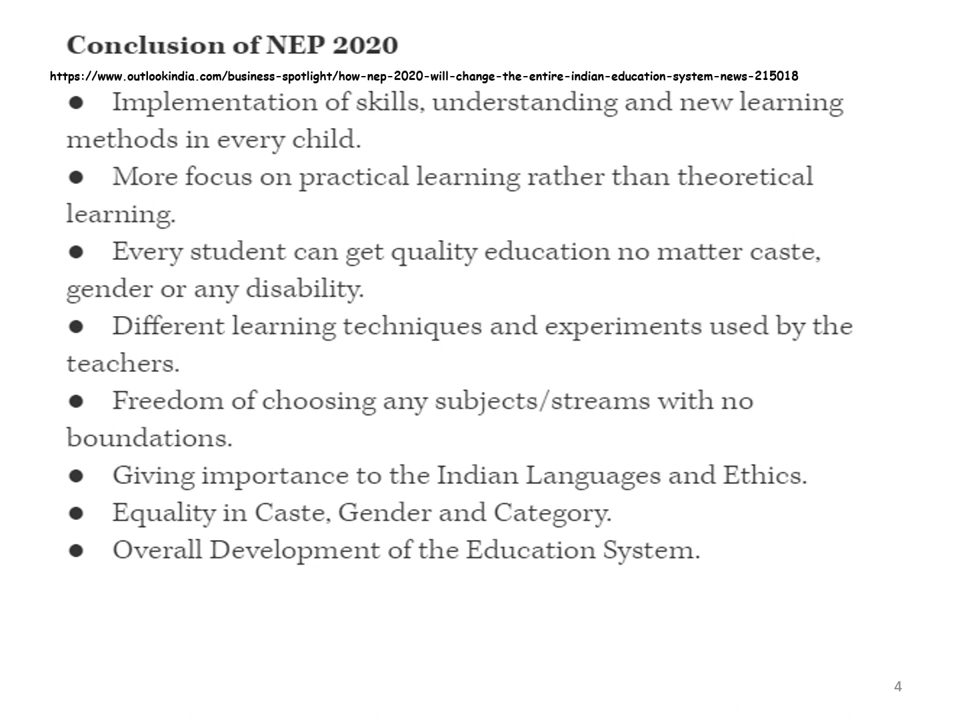 Conclusion of NEP 2020
https://www.outlookindia.com/business-spotlight/how-nep-2020-will-change-the-entire-indian-education-system-news-215018
● Implementation of skills, understanding and new learning
methods in every child.
● More focus on practical learning rather than theoretical
learning.
● Every student can get quality education no matter caste,
gender or any disability.
● Different learning techniques and experiments used by the
teachers.
● Freedom of choosing any subjects/streams with no
boundations.
● Giving importance to the Indian Languages and Ethics.
● Equality in Caste, Gender and Category.
● Overall Development of the Education System.
4